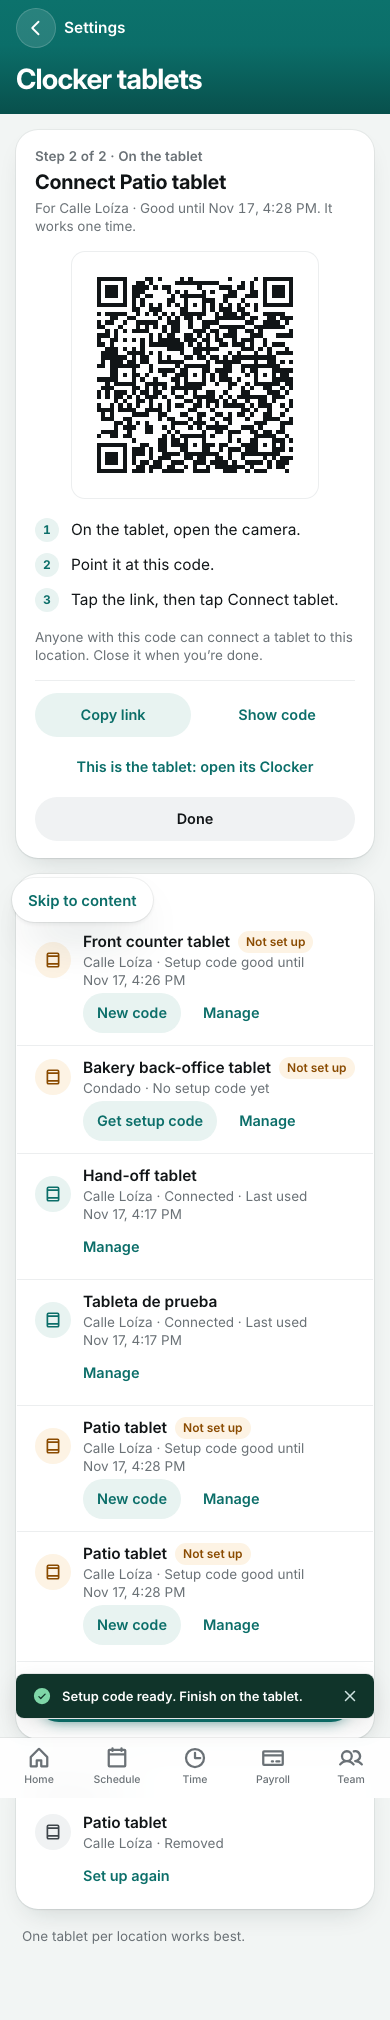 Settings
Clocker tablets
Step 2 of 2 · On the tablet
Connect Patio tablet
For Calle Loíza · Good until Nov 17, 4:28 PM. It
works one time.
1 On the tablet, open the camera.
2 Point it at this code.
3 Tap the link, then tap Connect tablet.
Anyone with this code can connect a tablet to this
location. Close it when you're done.
Copy link
Show code
This is the tablet: open its Clocker
Done
Skip to content
Front counter tablet Not set up
Calle Loíza · Setup code good until
Nov 17, 4:26 PM
New code
Manage
Bakery back-office tablet Not set up
Condado · No setup code yet
Get setup code
Manage
Hand-off tablet
Calle Loíza · Connected · Last used
Nov 17, 4:17 PM
Manage
Tableta de prueba
Calle Loíza · Connected · Last used
Nov 17, 4:17 PM
Manage
Patio tablet Not set up
Calle Loíza · Setup code good until
Nov 17, 4:28 PM
New code
Manage
Patio tablet Not set up
Calle Loíza · Setup code good until
Nov 17, 4:28 PM
New code
Manage
Setup code ready. Finish on the tablet.
Home
Schedule
Time
Payroll
Team
Patio tablet
Calle Loíza · Removed
Set up again
One tablet per location works best.